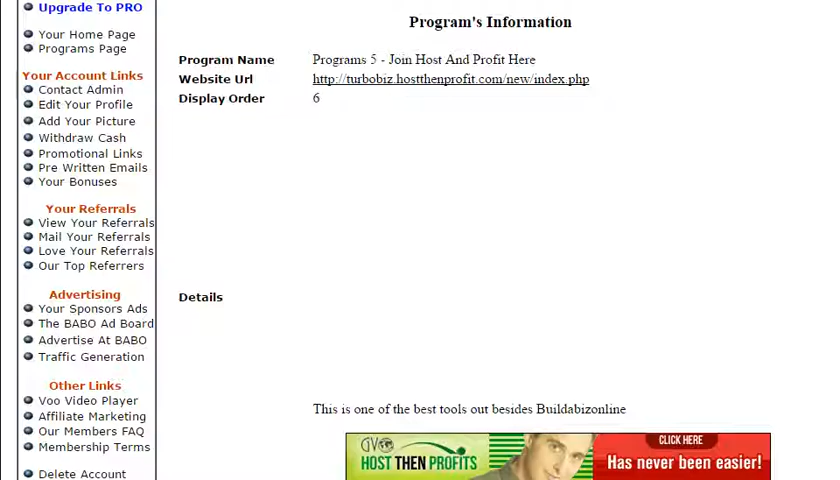 Upgrade To PRO
Your Home Page
Programs Page
Your Account Links
Contact Admin
Edit Your Profile
Add Your Picture
Withdraw Cash
Promotional Links
Pre Written Emails
Your Bonuses
Your Referrals
View Your Referrals
Mail Your Referrals
Love Your Referrals
Our Top Referrers
Advertising
Your Sponsors Ads
The BABO Ad Board
Advertise At BABO
Traffic Generation
Other Links
Voo Video Player
Affiliate Marketing
Our Members FAQ
Membership Terms
Delete Account
Program's Information
Program Name Programs 5 - Join Host And Profit Here
Website Url http://turbobiz.hostthenprofit.com/new/index.php
Display Order 6
Details
This is one of the best tools out besides Buildabizonline
GVO
HOST THEN PROFITS
CLICK HERE
Has never been easier!